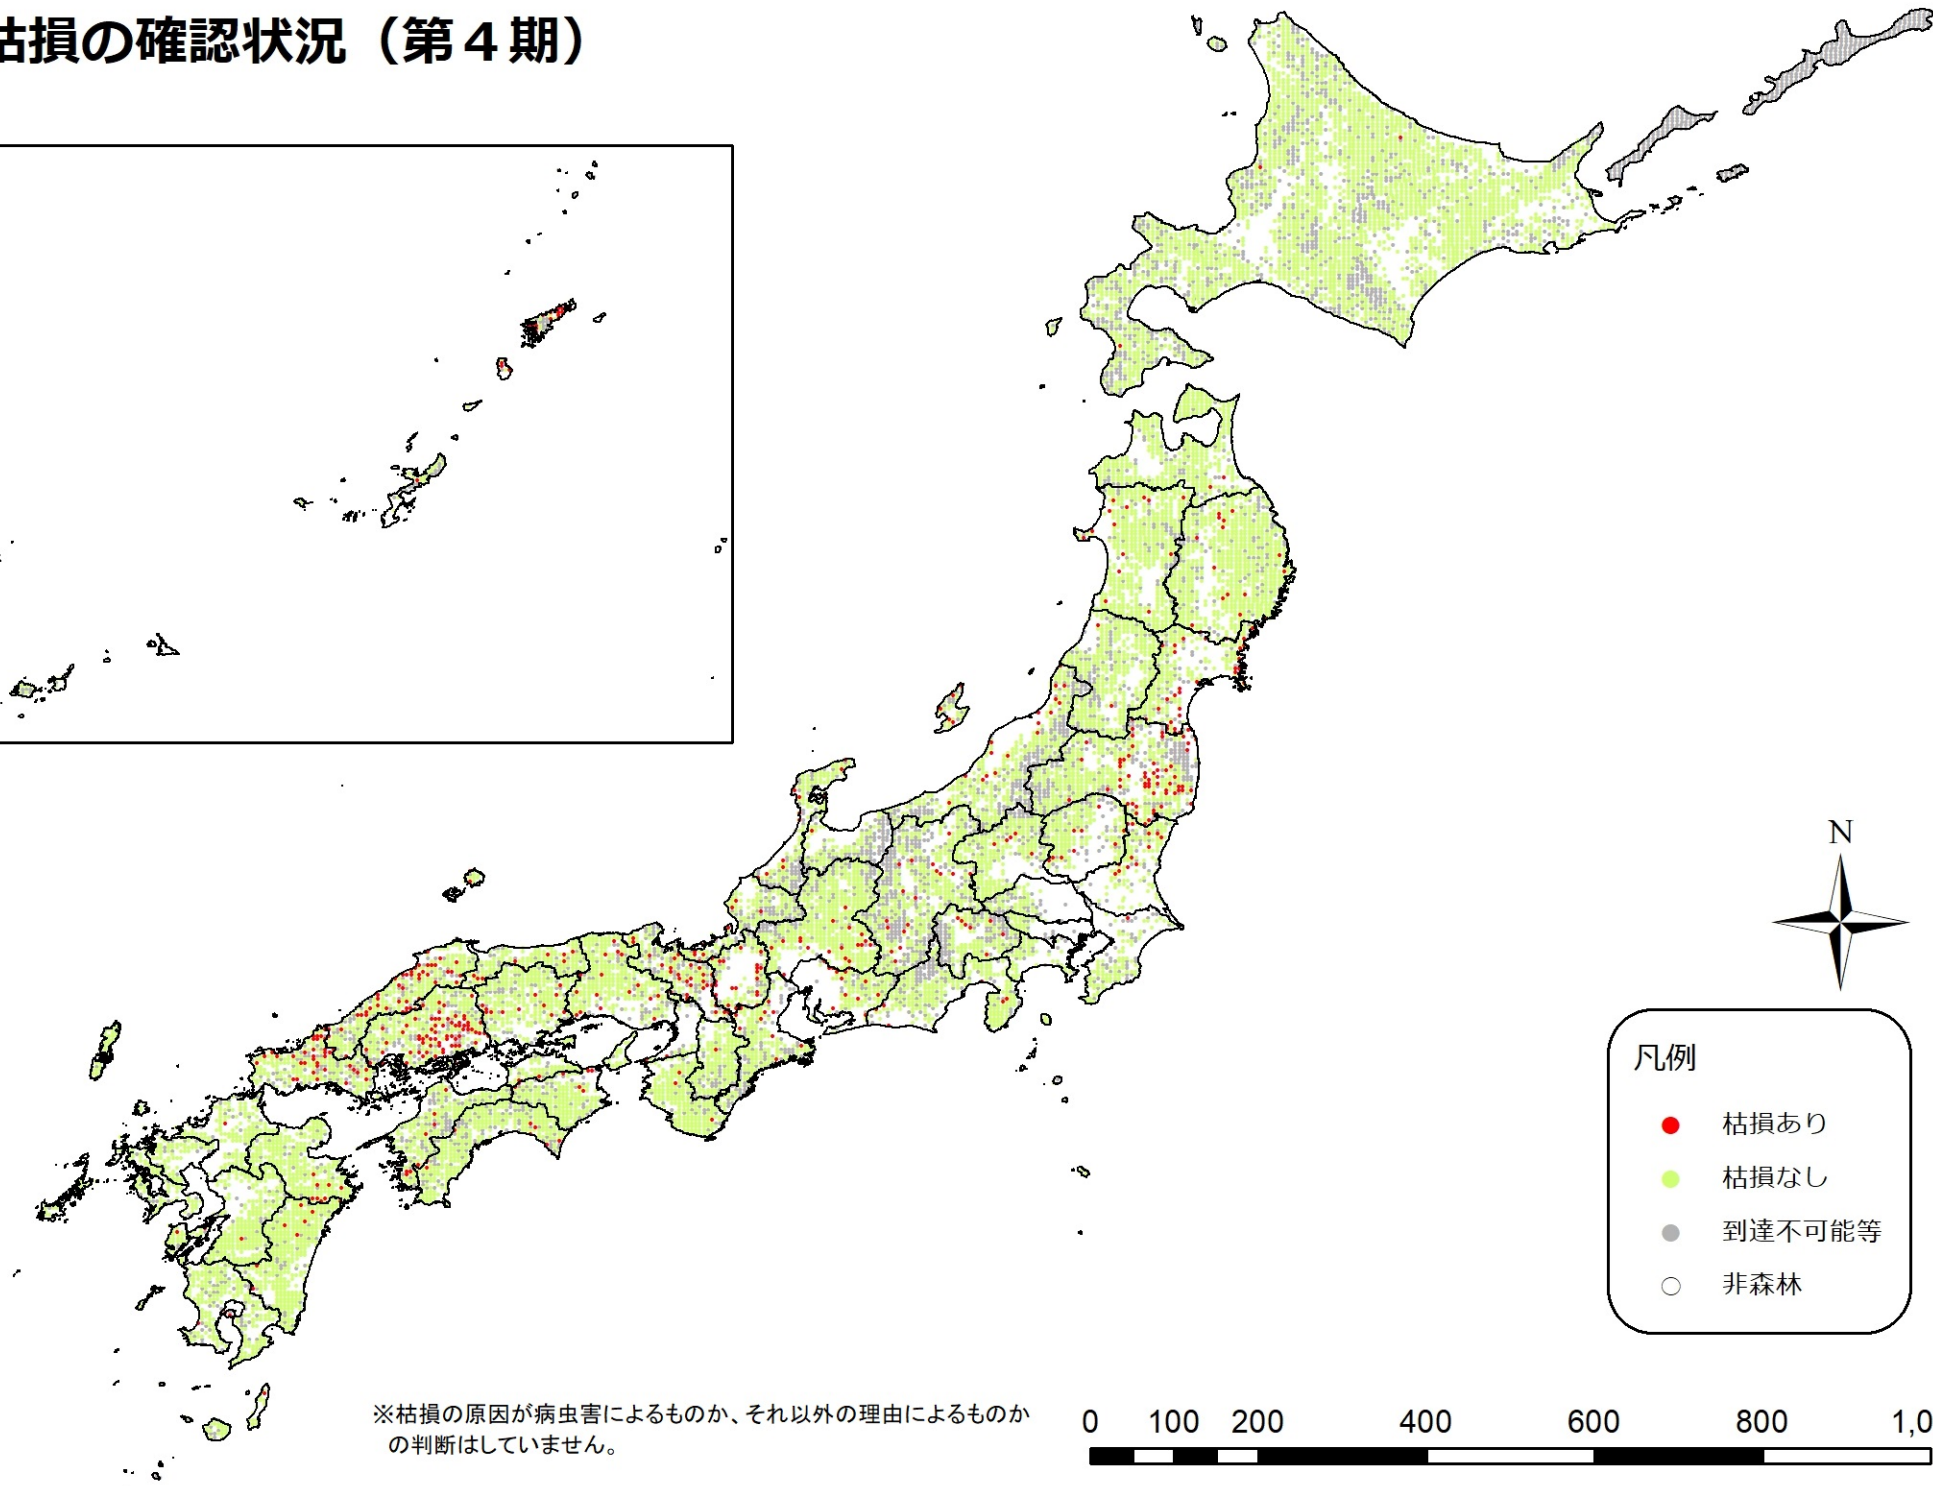 枯損の確認状況（第４期）
N
凡例
枯損あり
枯損なし
到達不可能等
非森林
※枯損の原因が病虫害によるものか、それ以外の理由によるものか
の判断はしていません。
0 100 200 400 600 800 1,0